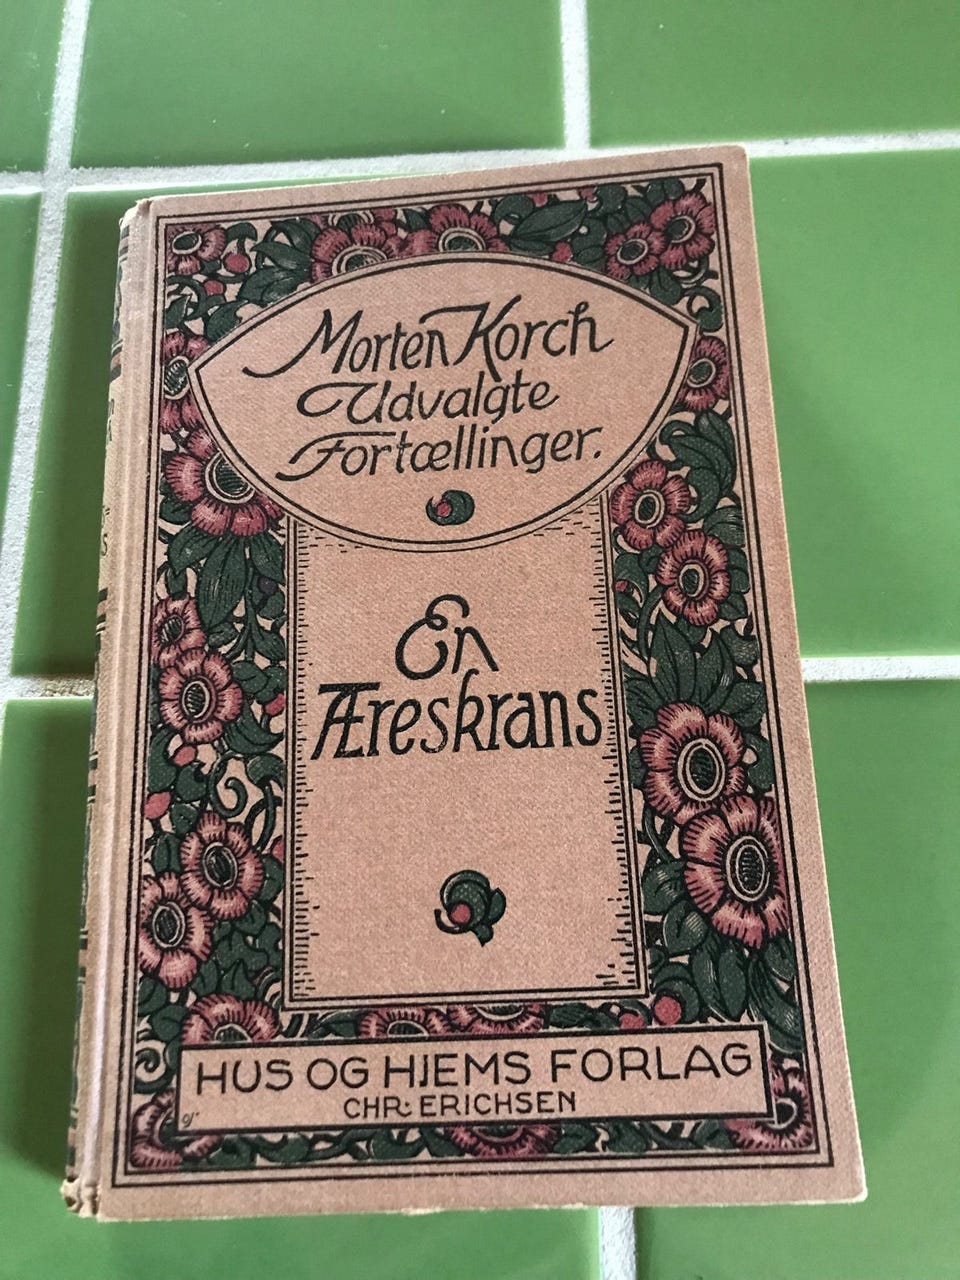 Morten Korch
Udvalgte
Fortællinger.
En
Æreskrans
HUS OG HJEMS FORLAG
CHR. ERICHSEN